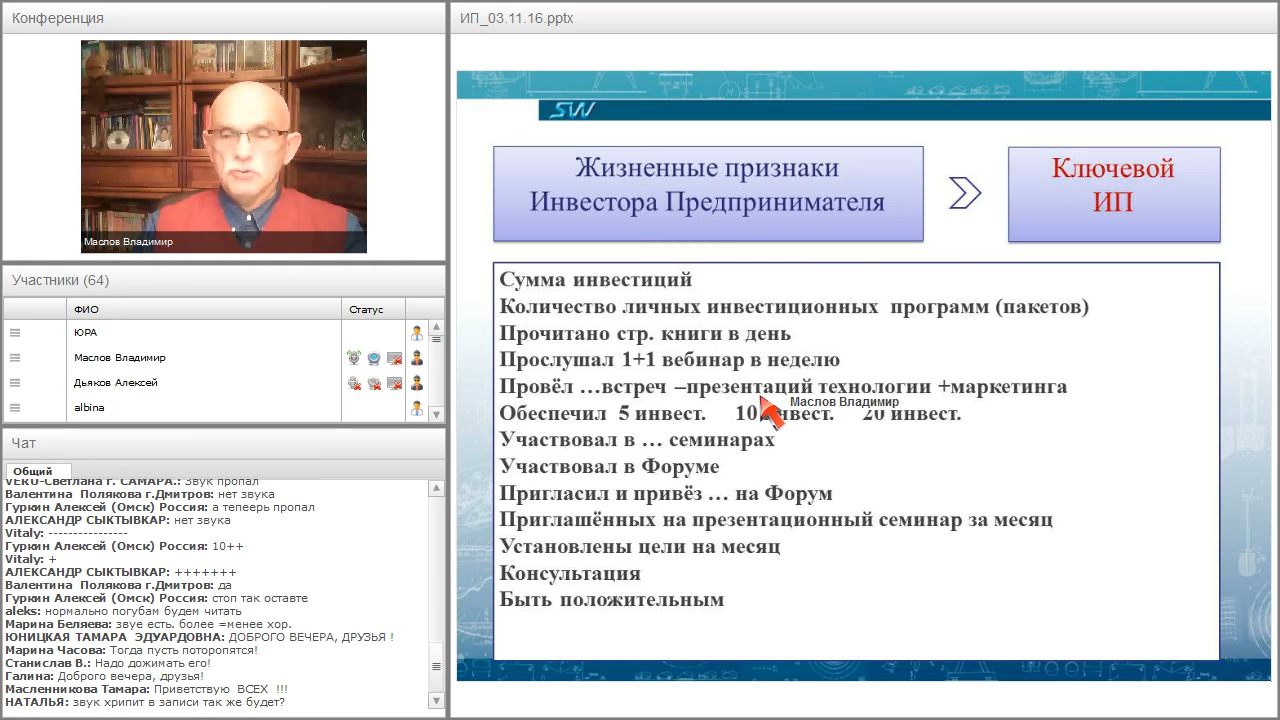 Конференция
Маслов Владимир
Участники (64)
ФИО
Статус
ЮРА
Маслов Владимир
Дьяков Алексей
albina
Чат
Общий
VERU-Светлана г. САМАРА.: Звук пропал
Валентина Полякова г.Дмитров: нет звука
Гуркин Алексей (Омск) Россия: а тепеерь пропал
АЛЕКСАНДР СЫКТЫВКАР: нет звука
Vitaly: ----------------
Гуркин Алексей (Омск) Россия: 10++
Vitaly: +
АЛЕКСАНДР СЫКТЫВКАР: +++++++
Валентина Полякова г.Дмитров: да
Гуркин Алексей (Омск) Россия: стоп так оставте
aleks: нормально погубам будем читать
Марина Беляева: звуе есть. более =менее хор.
ЮНИЦКАЯ ТАМАРА ЭДУАРДОВНА: ДОБРОГО ВЕЧЕРА, ДРУЗЬЯ !
Марина Часова: Тогда пусть поторопятся!
Станислав В.: Надо дожимать его!
Галина: Доброго вечера, друзья!
Масленникова Тамара: Приветствую ВСЕХ !!!
НАТАЛЬЯ: звук хрипит в записи так же будет?
ИП_03.11.16.pptx
SW
Жизненные признаки
Инвестора Предпринимателя
Ключевой
ИП
Сумма инвестиций
Количество личных инвестиционных программ (пакетов)
Прочитано стр. книги в день
Прослушал 1+1 вебинар в неделю
Провёл …встреч –презентаций технологии +маркетинга
Маслов Владимир
Обеспечил 5 инвест. 10 инвест. 20 инвест.
Участвовал в … семинарах
Участвовал в Форуме
Пригласил и привёз … на Форум
Приглашённых на презентационный семинар за месяц
Установлены цели на месяц
Консультация
Быть положительным